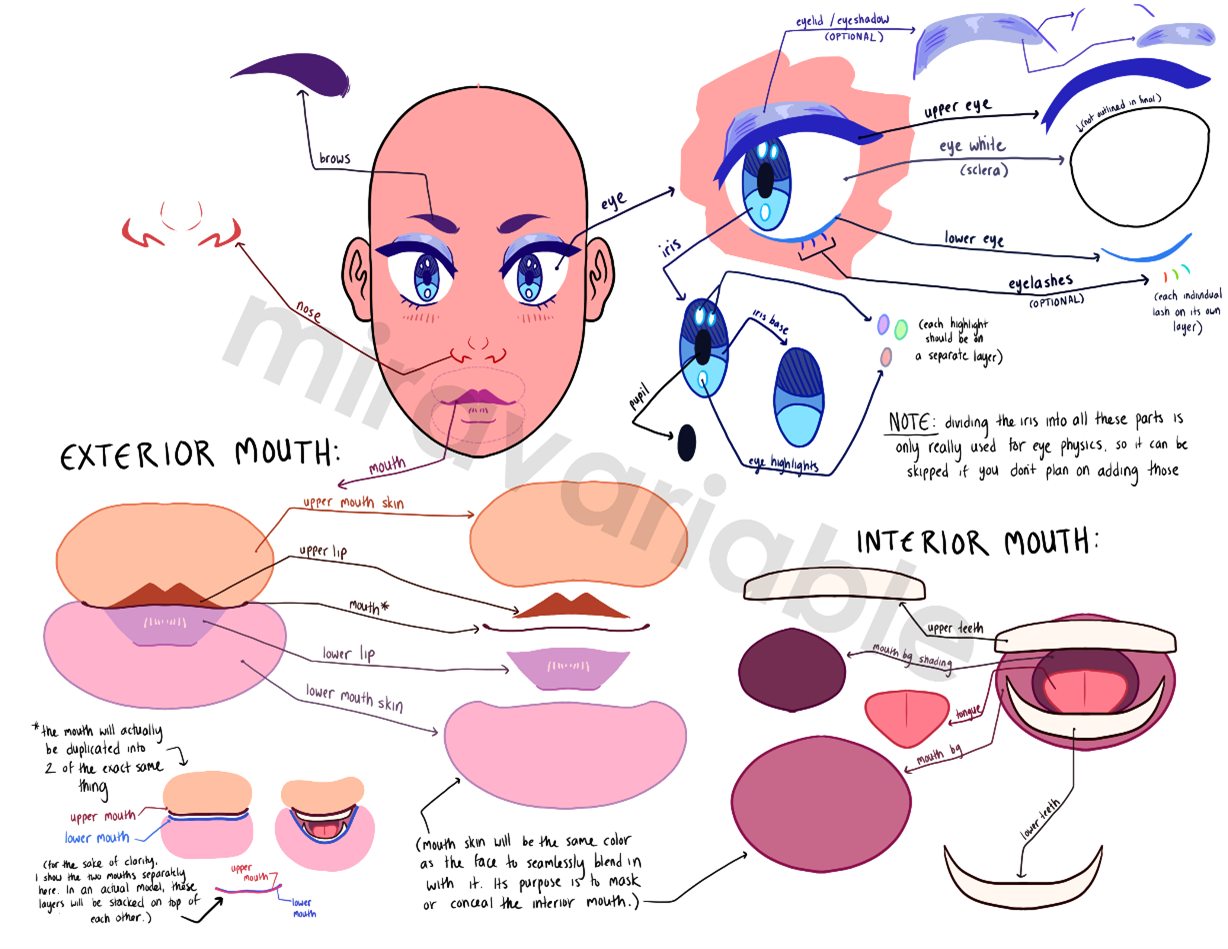 eyelid / eyeshadow
(OPTIONAL)
brows
upper eye
↓(not outlined in final)
eye white
(sclera)
eye
lower eye
iris
eyelashes
(OPTIONAL)
(each individual
lash on its own
layer)
nose
iris base
(each highlight
should be on
a separate layer)
pupil
eye highlights
NOTE: dividing the iris into all these parts is
only really used for eye physics, so it can be
skipped if you don't plan on adding those
miravariable
EXTERIOR MOUTH:
mouth
upper mouth skin
upper lip
mouth*
lower lip
lower mouth skin
*the mouth will actually
be duplicated into
2 of the exact same
thing
upper mouth
lower mouth
(for the sake of clarity,
I show the two mouths separately
here. In an actual model, these
layers will be stacked on top of
each other.)
upper
mouth
lower
mouth
(mouth skin will be the same color
as the face to seamlessly blend in
with it. Its purpose is to mask
or conceal the interior mouth.)
INTERIOR MOUTH:
upper teeth
mouth bg shading
tongue
mouth bg
lower teeth